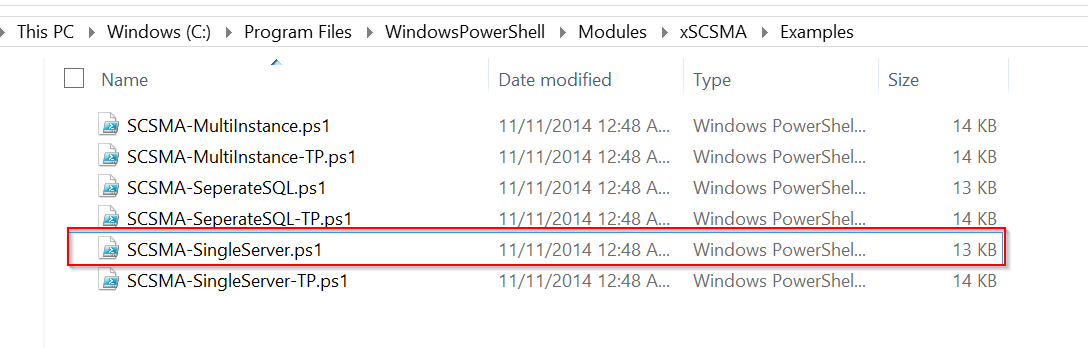 This PC Windows (C:) Program Files WindowsPowerShell Modules xSCSMA Examples
Name Date modified Type Size
SCSMA-MultiInstance.ps1 11/11/2014 12:48 A... Windows PowerShel... 14 KB
SCSMA-MultiInstance-TP.ps1 11/11/2014 12:48 A... Windows PowerShel... 14 KB
SCSMA-SeperateSQL.ps1 11/11/2014 12:48 A... Windows PowerShel... 13 KB
SCSMA-SeperateSQL-TP.ps1 11/11/2014 12:48 A... Windows PowerShel... 14 KB
SCSMA-SingleServer.ps1 11/11/2014 12:48 A... Windows PowerShel... 13 KB
SCSMA-SingleServer-TP.ps1 11/11/2014 12:48 A... Windows PowerShel... 14 KB